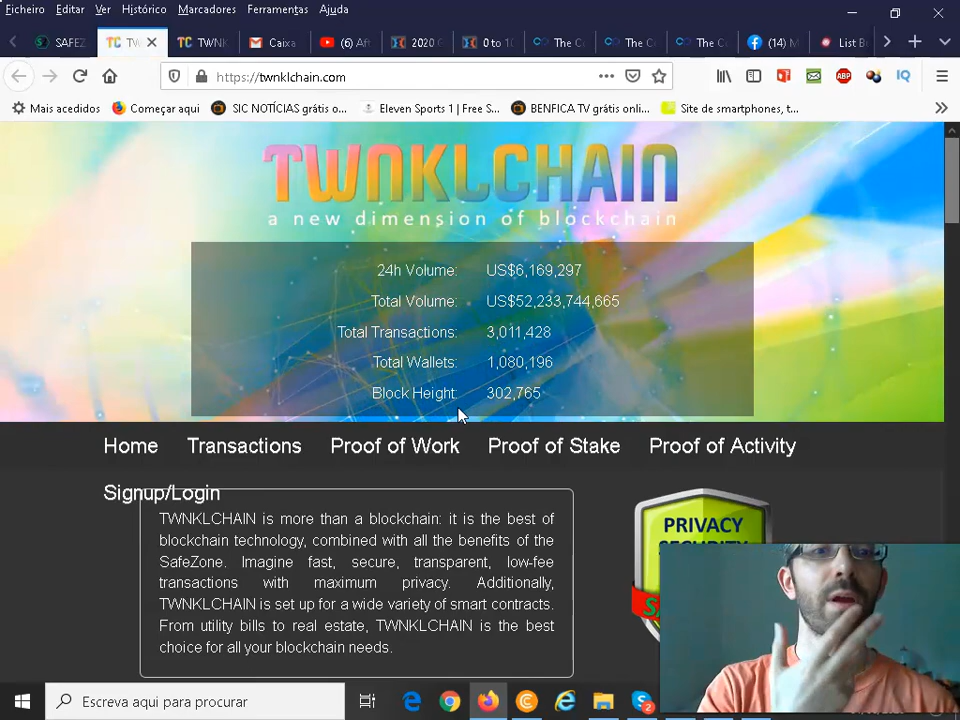 Ficheiro Editar Ver Histórico Marcadores Ferramentas Ajuda
SAFEZ TW TWNK Caixa (6) Af 2020 0 to 1 The C The C The C (14) M List B
https://twnklchain.com
ABP IQ
Mais acedidos Começar aqui SIC NOTÍCIAS grátis o... Eleven Sports 1 | Free S... BENFICA TV grátis onli... Site de smartphones, t...
TWNKLCHAIN
a new dimension of blockchain
24h Volume: US$6,169,297
Total Volume: US$52,233,744,665
Total Transactions: 3,011,428
Total Wallets: 1,080,196
Block Height: 302,765
Home Transactions Proof of Work Proof of Stake Proof of Activity
Signup/Login
TWNKLCHAIN is more than a blockchain: it is the best of
blockchain technology, combined with all the benefits of the
SafeZone. Imagine fast, secure, transparent, low-fee
transactions with maximum privacy. Additionally,
TWNKLCHAIN is set up for a wide variety of smart contracts.
From utility bills to real estate, TWNKLCHAIN is the best
choice for all your blockchain needs.
PRIVACY
Escreva aqui para procurar